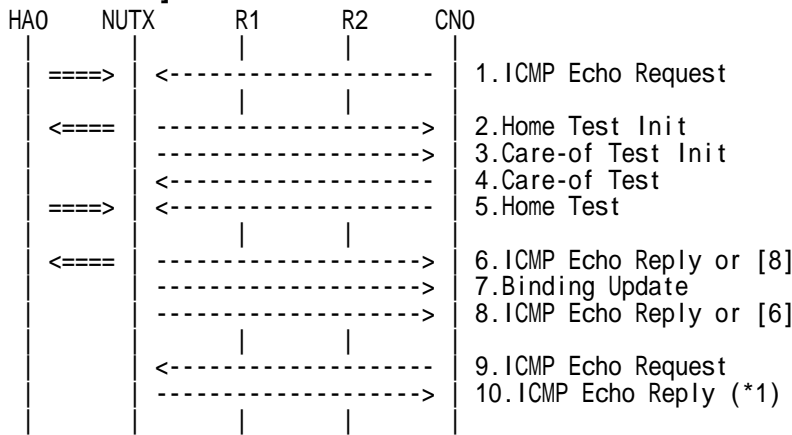 HA0 NUTX R1 R2 CN0
====> <--------------------- 1.ICMP Echo Request
<==== ---------------------> 2.Home Test Init
---------------------> 3.Care-of Test Init
<--------------------- 4.Care-of Test
====> <--------------------- 5.Home Test
<==== ---------------------> 6.ICMP Echo Reply or [8]
---------------------> 7.Binding Update
---------------------> 8.ICMP Echo Reply or [6]
<--------------------- 9.ICMP Echo Request
---------------------> 10.ICMP Echo Reply (*1)